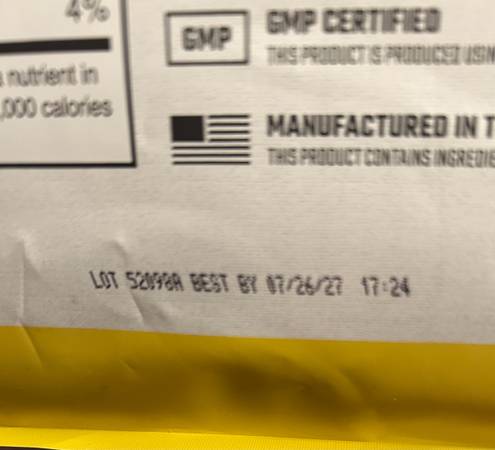 4%
nutrient in
,000 calories
GMP
GMP CERTIFIED
THIS PRODUCT IS PRODUCED USIN
MANUFACTURED IN T
THIS PRODUCT CONTAINS INGREDIE
LOT 52098A BEST BY 07/26/27 17:24